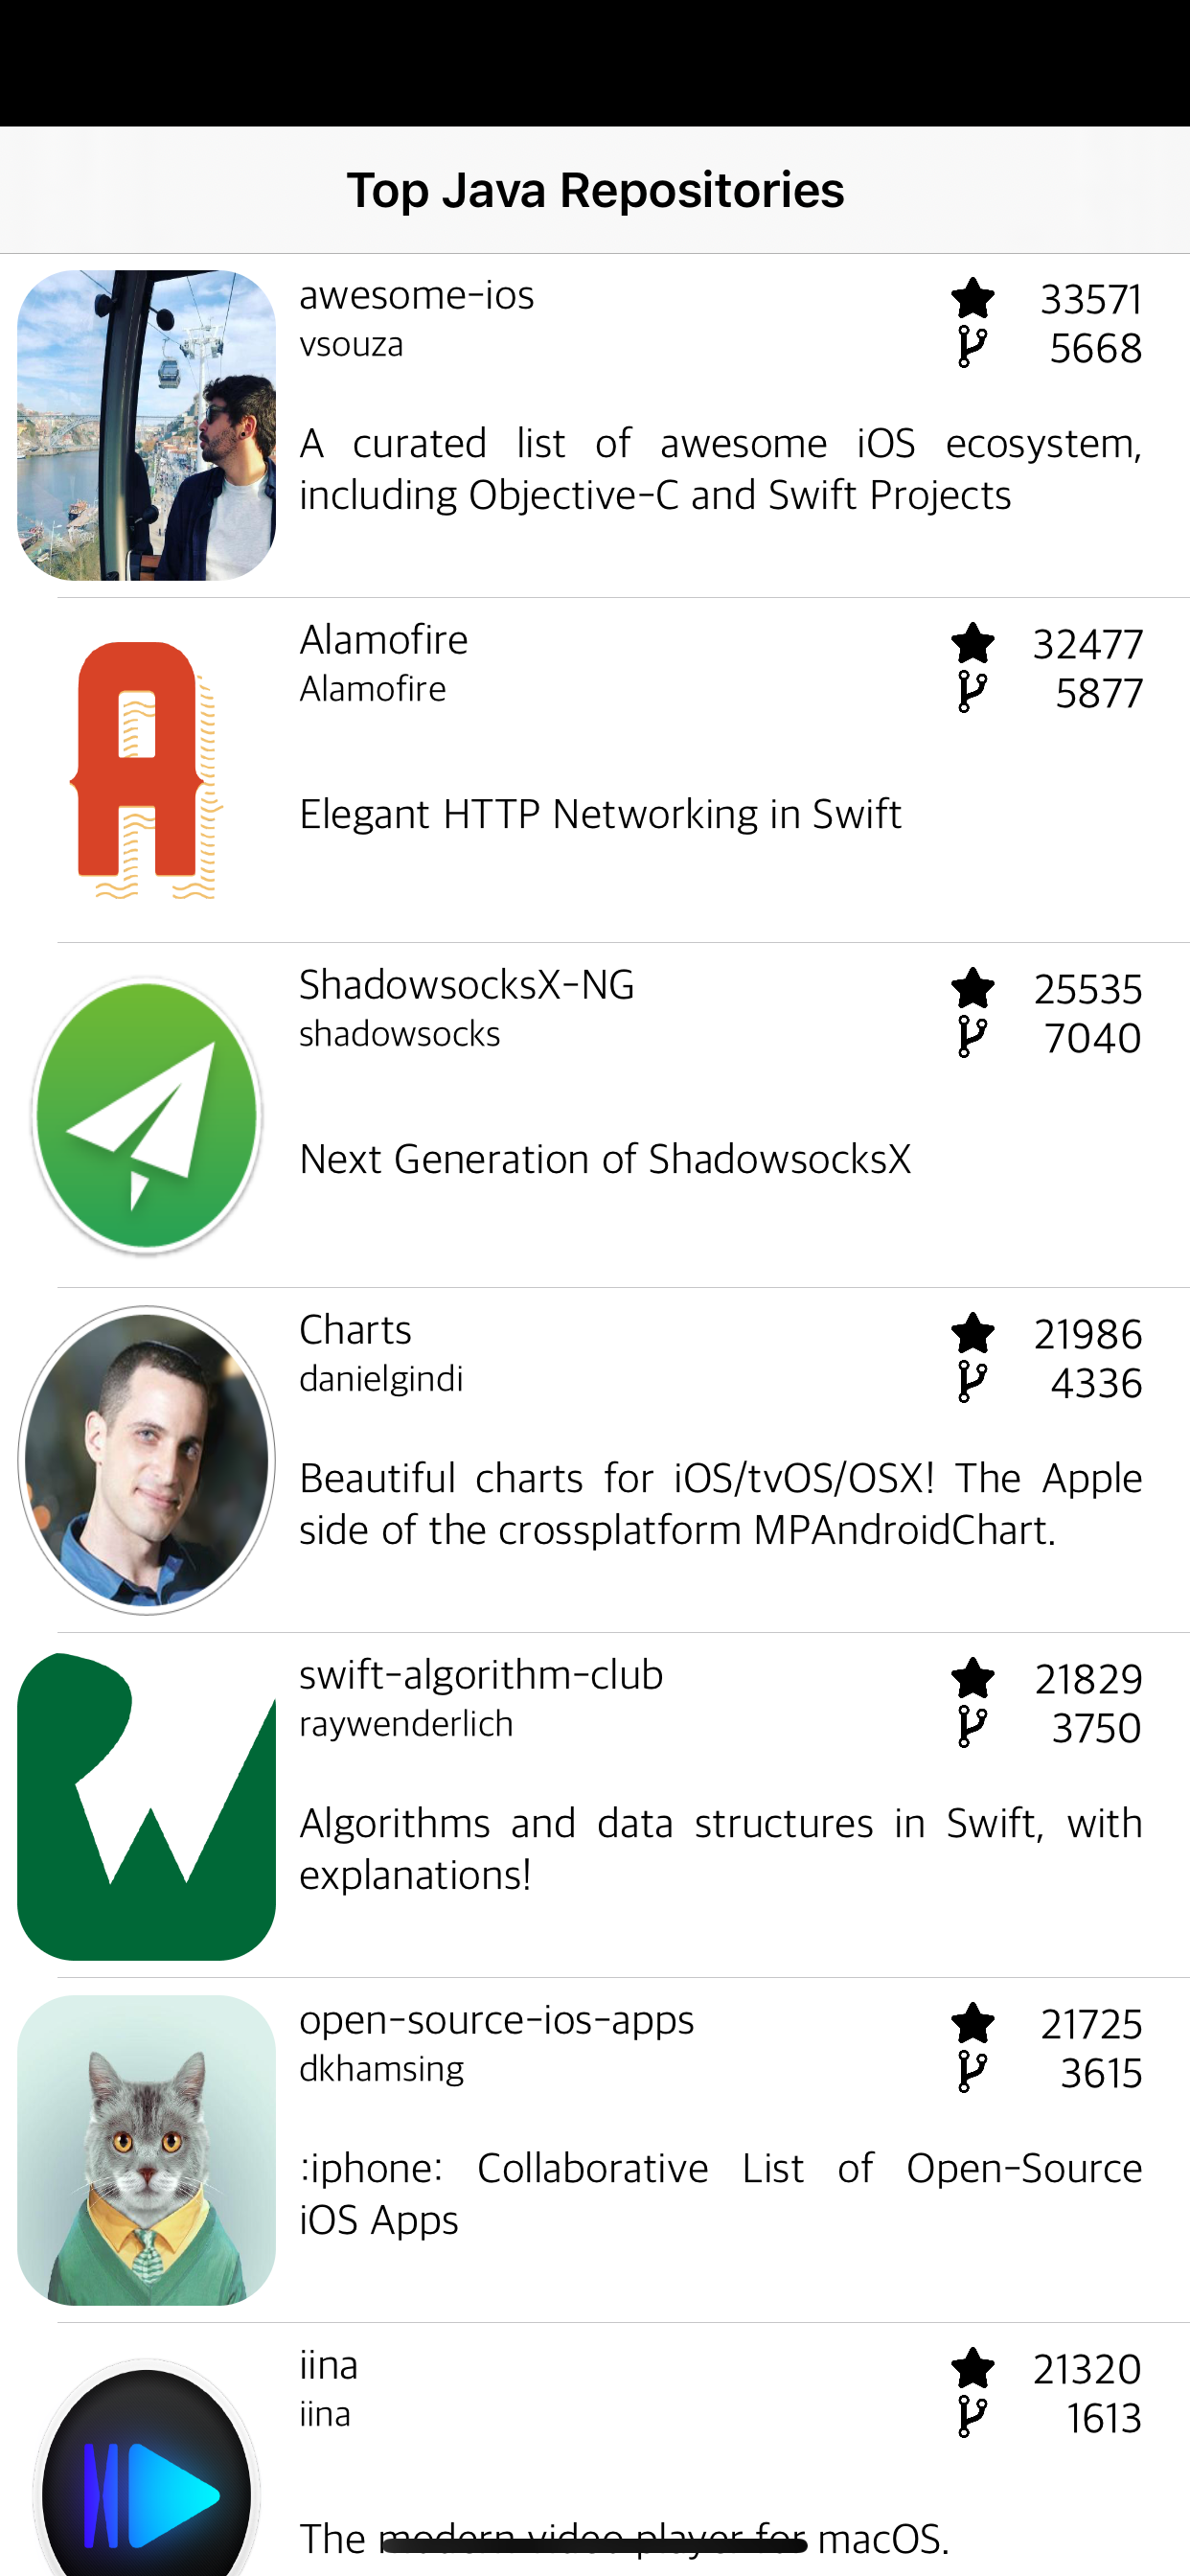 Top Java Repositories
awesome-ios
33571
vsouza
5668
A curated list of awesome iOS ecosystem,
including Objective-C and Swift Projects
Alamofire
32477
Alamofire
5877
Elegant HTTP Networking in Swift
ShadowsocksX-NG
25535
shadowsocks
7040
Next Generation of ShadowsocksX
Charts
21986
danielgindi
4336
Beautiful charts for iOS/tvOS/OSX! The Apple
side of the crossplatform MPAndroidChart.
swift-algorithm-club
21829
raywenderlich
3750
Algorithms and data structures in Swift, with
explanations!
open-source-ios-apps
21725
dkhamsing
3615
:iphone: Collaborative List of Open-Source
iOS Apps
iina
21320
iina
1613
The modern video player for macOS.